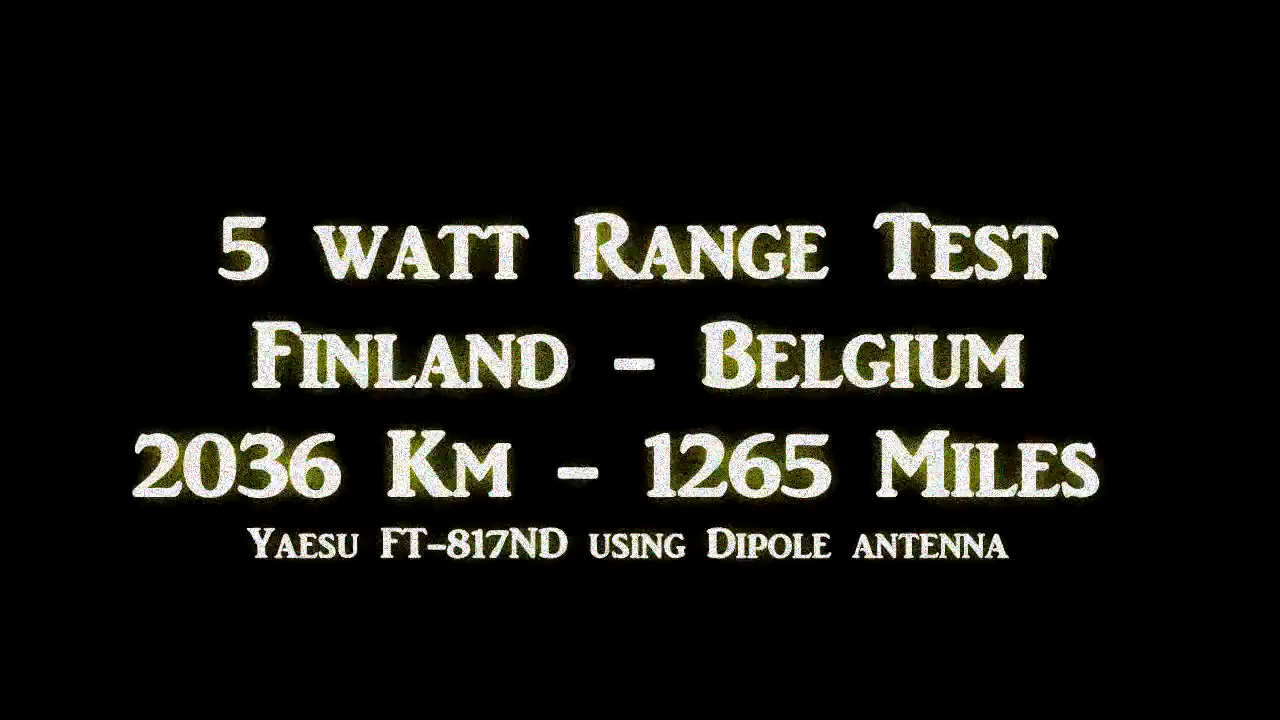 5 watt Range Test
Finland - Belgium
2036 Km - 1265 Miles
Yaesu FT-817ND using Dipole antenna